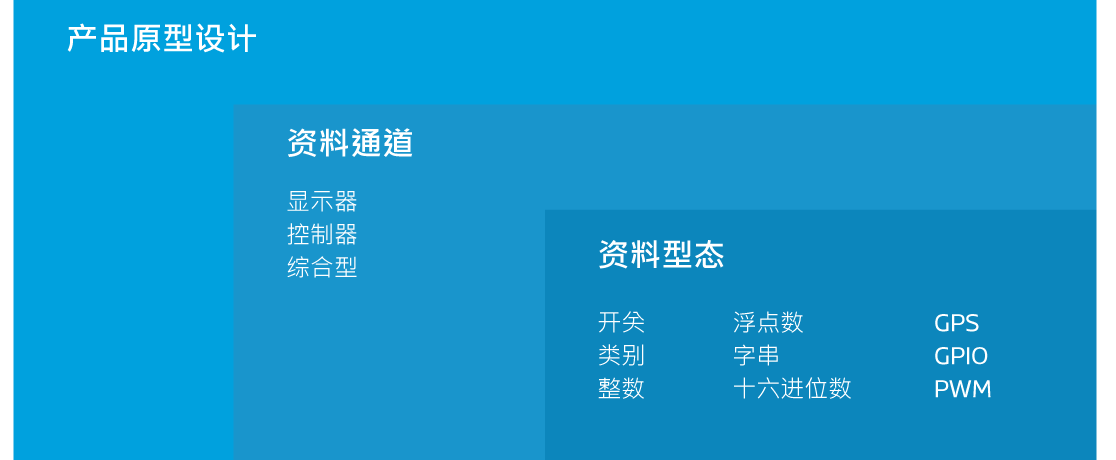 产品原型设计
资料通道
显示器
控制器
综合型
资料型态
开关 浮点数 GPS
类别 字串 GPIO
整数 十六进位数 PWM